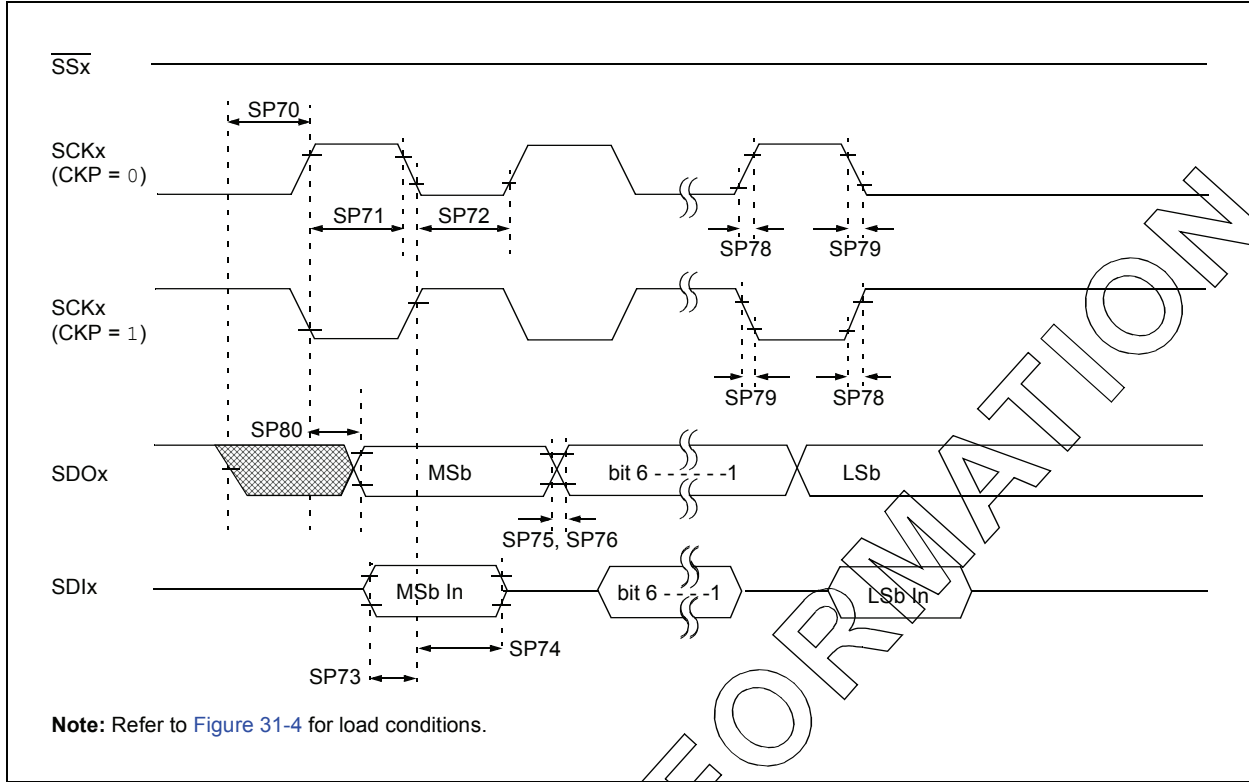 SSx
SP70
SCKx
(CKP = 0)
SP71
SP72
SP78
SP79
SCKx
(CKP = 1)
SP79
SP78
SP80
SDOx
MSb
bit 6 - - - - - -1
LSb
SP75, SP76
SDIx
MSb In
bit 6 - - - -1
LSb In
SP74
SP73
Note: Refer to Figure 31-4 for load conditions.
FORMATION